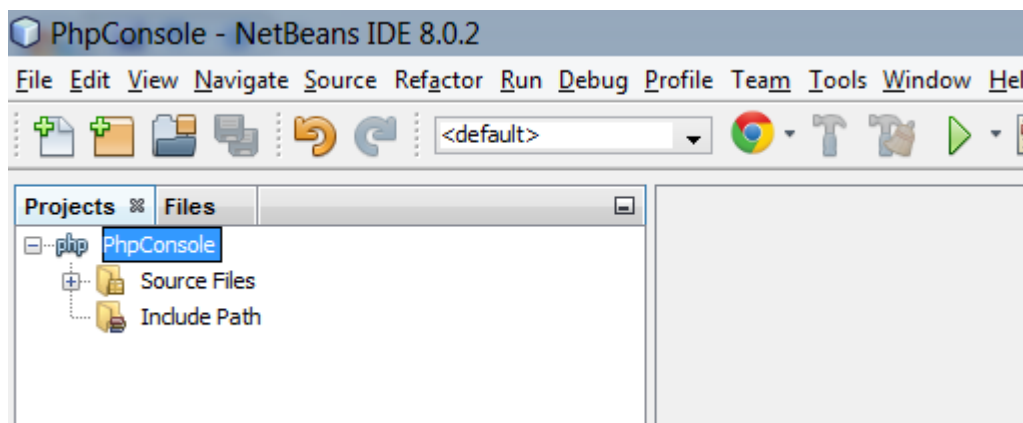 PhpConsole - NetBeans IDE 8.0.2
File Edit View Navigate Source Refactor Run Debug Profile Team Tools Window
<default>
Projects Files
php PhpConsole
Source Files
Include Path